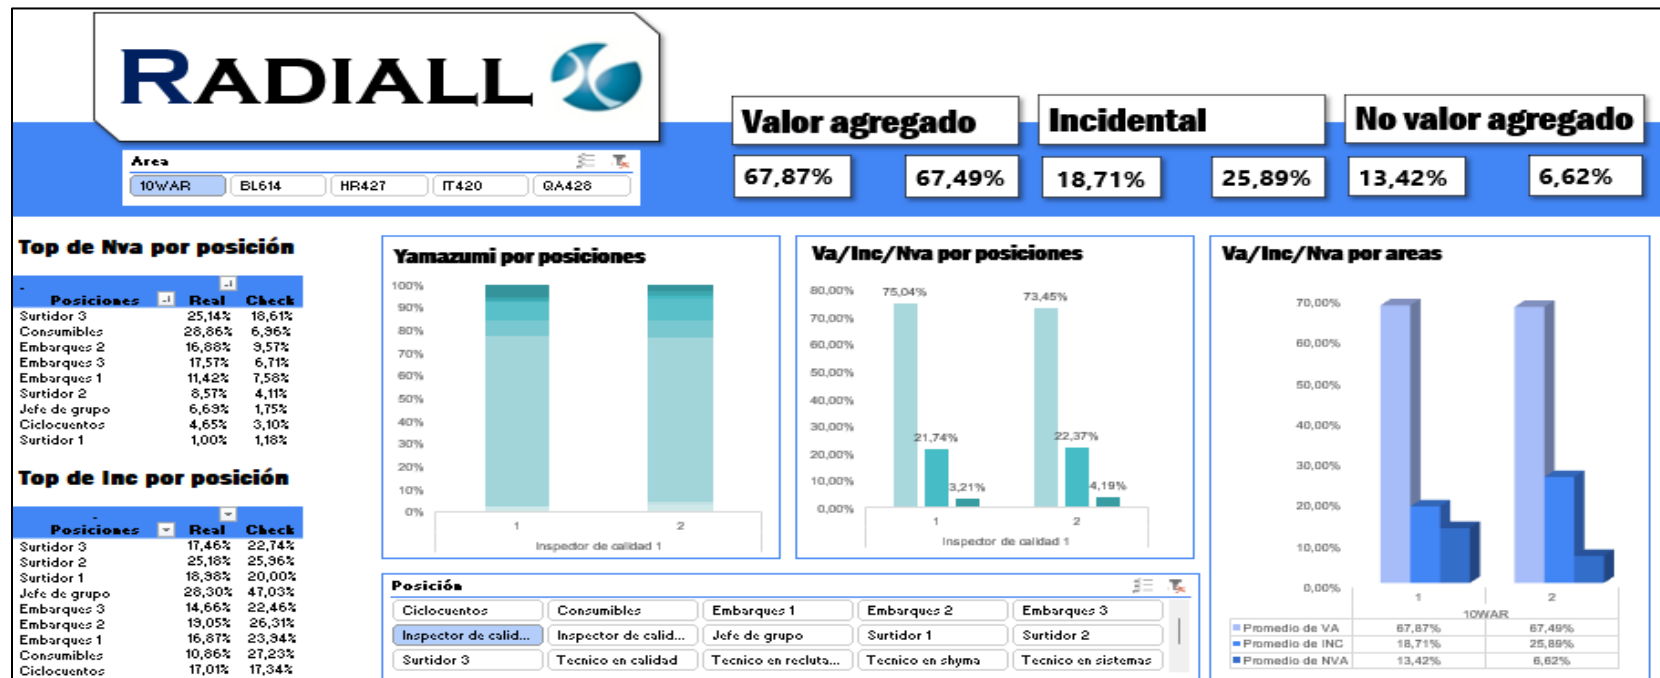 RADIALL
Valor agregado
Incidental
No valor agregado
67,87%
67,49%
18,71%
25,89%
13,42%
6,62%
Area
10WAR
BL614
HR427
IT420
QA428
Top de Nva por posición
Posiciones Real Check
Surtidor 3 25,14% 18,61%
Consumibles 28,86% 6,96%
Embarques 2 16,88% 9,57%
Embarques 3 17,57% 6,71%
Embarques 1 11,42% 7,58%
Surtidor 2 8,57% 4,11%
Jefe de grupo 6,69% 1,75%
Ciclocuentos 4,65% 3,10%
Surtidor 1 1,00% 1,18%
Top de Inc por posición
Posiciones Real Check
Surtidor 3 17,46% 22,74%
Surtidor 2 25,18% 25,96%
Surtidor 1 18,98% 20,00%
Jefe de grupo 28,30% 47,03%
Embarques 3 14,66% 22,46%
Embarques 2 19,05% 26,31%
Embarques 1 16,87% 23,94%
Consumibles 10,86% 27,23%
Ciclocuentos 17,01% 17,34%
Yamazumi por posiciones
100%
90%
80%
70%
60%
50%
40%
30%
20%
10%
0%
1 2
Inspector de calidad 1
Va/Inc/Nva por posiciones
80,00%
70,00%
60,00%
50,00%
40,00%
30,00%
20,00%
10,00%
0,00%
75,04%
21,74%
3,21%
73,45%
22,37%
4,19%
1 2
Inspector de calidad 1
Posición
Ciclocuentos Consumibles Embarques 1 Embarques 2 Embarques 3
Inspector de calid... Inspector de calid... Jefe de grupo Surtidor 1 Surtidor 2
Surtidor 3 Tecnico en calidad Tecnico en recluta... Tecnico en shyma Tecnico en sistemas
Va/Inc/Nva por areas
70,00%
60,00%
50,00%
40,00%
30,00%
20,00%
10,00%
0,00%
1 2
10WAR
Promedio de VA 67,87% 67,49%
Promedio de INC 18,71% 25,89%
Promedio de NVA 13,42% 6,62%